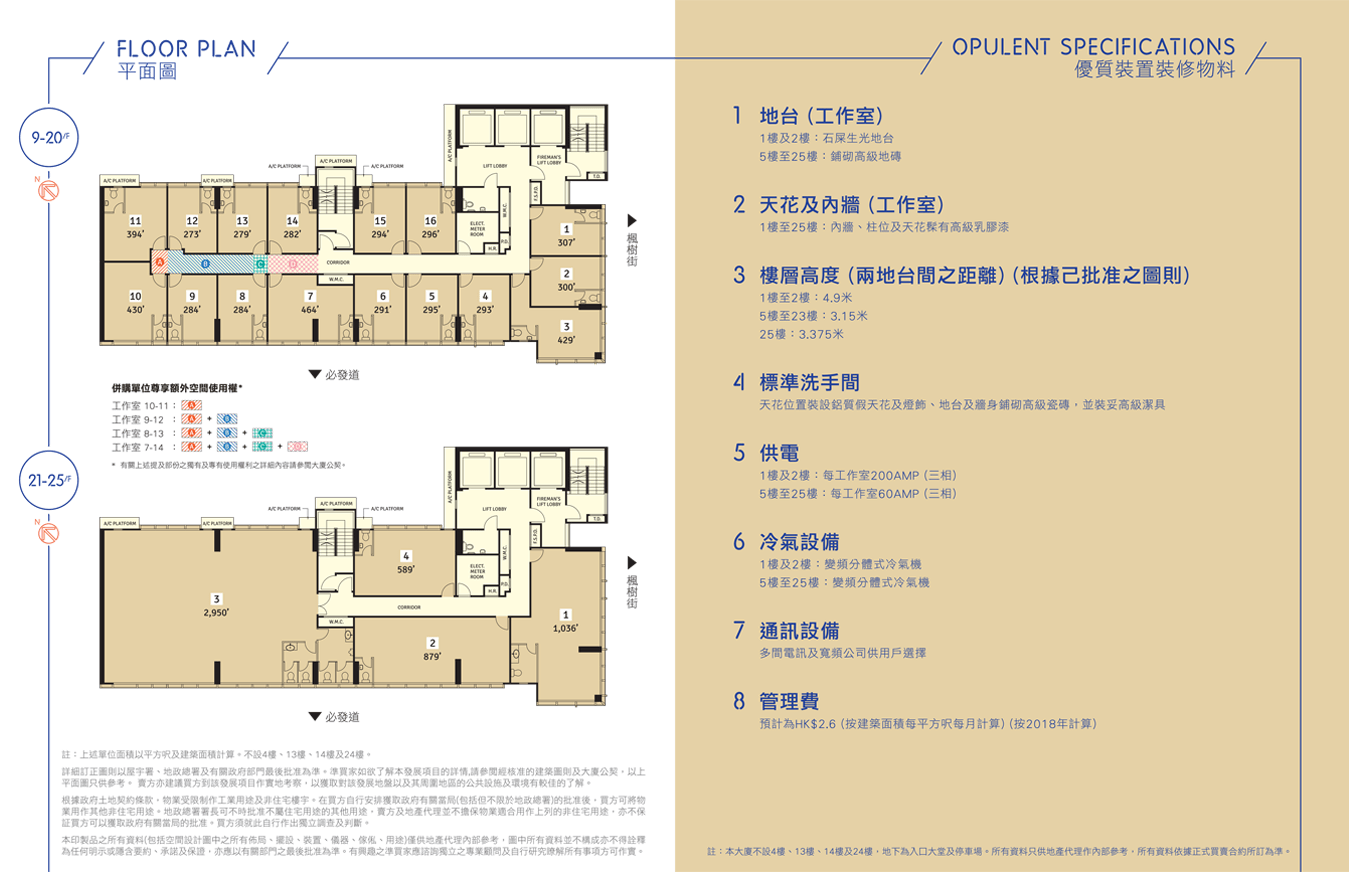 FLOOR PLAN
平面圖
9-20/F
N
A/C PLATFORM
A/C PLATFORM
A/C PLATFORM
A/C PLATFORM
A/C PLATFORM
A/C PLATFORM
LIFT LOBBY
FIREMAN'S
LIFT LOBBY
T.D.
F.S.P.D.
W.M.C.
ELECT.
METER
ROOM
P.D.
H.R.
11
394'
12
273'
13
279'
14
282'
15
294'
16
296'
1
307'
A
B
C
D
CORRIDOR
W.M.C.
2
300'
10
430'
9
284'
8
284'
7
464'
6
291'
5
295'
4
293'
3
429'
楓樹街
必發道
併購單位尊享額外空間使用權*
工作室 10-11： A
工作室 9-12 ： A + B
工作室 8-13 ： A + B + C
工作室 7-14 ： A + B + C + D
* 有關上述提及部份之獨有及專有使用權利之詳細內容請參閱大廈公契。
21-25/F
N
A/C PLATFORM
A/C PLATFORM
A/C PLATFORM
A/C PLATFORM
A/C PLATFORM
A/C PLATFORM
LIFT LOBBY
FIREMAN'S
LIFT LOBBY
T.D.
F.S.P.D.
W.M.C.
ELECT.
METER
ROOM
P.D.
H.R.
4
589'
3
2,950'
CORRIDOR
W.M.C.
1
1,036'
2
879'
楓樹街
必發道
註：上述單位面積以平方呎及建築面積計算。不設4樓、13樓、14樓及24樓。
詳細訂正圖則以屋宇署、地政總署及有關政府部門最後批准為準。準買家如欲了解本發展項目的詳情,請參閱經核准的建築圖則及大廈公契，以上
平面圖只供參考。 賣方亦建議買方到該發展項目作實地考察，以獲取對該發展地盤以及其周圍地區的公共設施及環境有較佳的了解。
根據政府土地契約條款，物業受限制作工業用途及非住宅樓宇。在買方自行安排獲取政府有關當局(包括但不限於地政總署)的批准後，買方可將物
業用作其他非住宅用途。地政總署署長可不時批准不屬住宅用途的其他用途，賣方及地產代理並不擔保物業適合用作上列的非住宅用途，亦不保
証買方可以獲取政府有關當局的批准。買方須就此自行作出獨立調查及判斷。
本印製品之所有資料(包括空間設計圖中之所有佈局、擺設、裝置、儀器、傢俬、用途)僅供地產代理內部參考，圖中所有資料並不構成亦不得詮釋
為任何明示或隱含要約、承諾及保證，亦應以有關部門之最後批准為準。有興趣之準買家應諮詢獨立之專業顧問及自行研究瞭解所有事項方可作實。
OPULENT SPECIFICATIONS
優質裝置裝修物料
1 地台（工作室）
1樓及2樓：石屎生光地台
5樓至25樓：鋪砌高級地磚
2 天花及內牆（工作室）
1樓至25樓：內牆、柱位及天花髹有高級乳膠漆
3 樓層高度（兩地台間之距離）（根據己批准之圖則）
1樓至2樓：4.9米
5樓至23樓：3.15米
25樓：3.375米
4 標準洗手間
天花位置裝設鋁質假天花及燈飾、地台及牆身鋪砌高級瓷磚，並裝妥高級潔具
5 供電
1樓及2樓：每工作室200AMP（三相）
5樓至25樓：每工作室60AMP（三相）
6 冷氣設備
1樓及2樓：變頻分體式冷氣機
5樓至25樓：變頻分體式冷氣機
7 通訊設備
多間電訊及寬頻公司供用戶選擇
8 管理費
預計為HK$2.6（按建築面積每平方呎每月計算）（按2018年計算）
註：本大廈不設4樓、13樓、14樓及24樓，地下為入口大堂及停車場。所有資料只供地產代理作內部參考，所有資料依據正式買賣合約所訂為準。